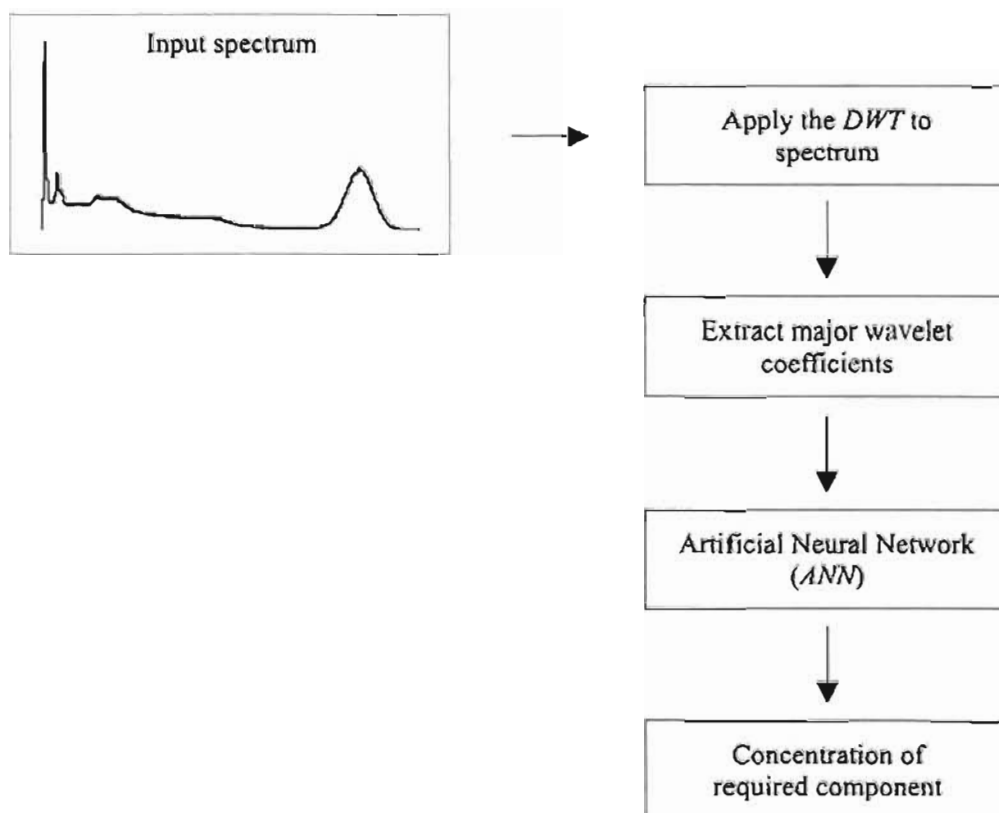 Input spectrum
Apply the DWT to
spectrum
Extract major wavelet
coefficients
Artificial Neural Network
(ANN)
Concentration of
required component